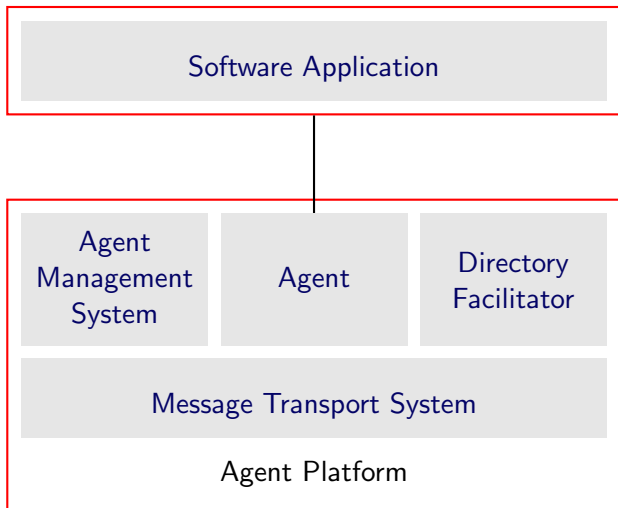 Software Application
Agent
Management
System
Agent
Directory
Facilitator
Message Transport System
Agent Platform